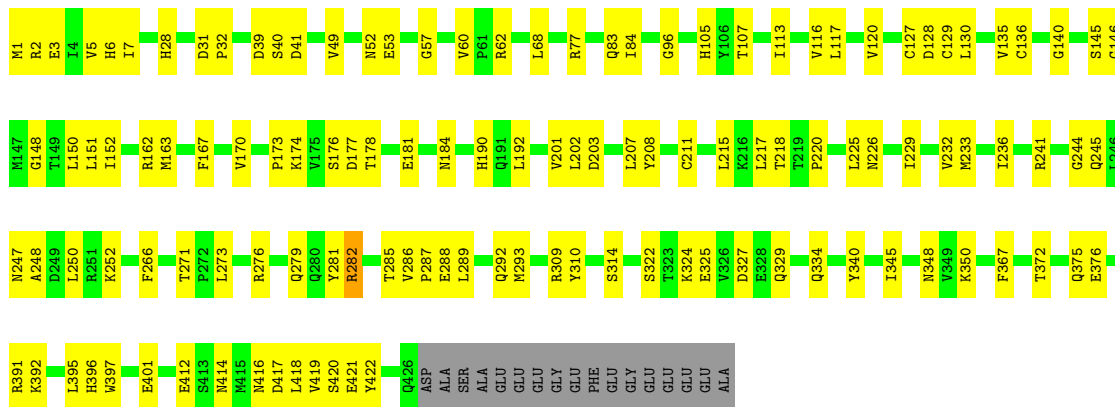 M1 R2 E3 I4 V5 H6 I7 H28 D31 P32 D39 S40 D41 V49 N52 E53 G57 V60 P61 R62 L68 R77 Q83 I84 G96 H105 Y106 T107 I113 V116 L117 V120 C127 D128 C129 L130 V135 C136 G140 S145 G146
M147 G148 T149 L150 L151 I152 R162 M163 F167 V170 P173 K174 V175 S176 D177 T178 E181 N184 H190 Q191 L192 V201 L202 D203 L207 Y208 C211 L215 K216 L217 T218 T219 P220 L225 N226 I229 V232 M233 I236 R241 G244 Q245 L246
N247 A248 D249 L250 R251 K252 F266 T271 P272 L273 R276 Q279 Q280 Y281 R282 T285 V286 P287 E288 L289 Q292 M293 R309 Y310 S314 S322 T323 K324 E325 V326 D327 E328 Q329 Q334 Y340 I345 N348 V349 K350 F367 T372 Q375 E376
R391 K392 L395 H396 W397 E401 E412 S413 N414 M415 N416 D417 L418 V419 S420 E421 Y422 Q426 ASP ALA SER ALA GLU GLU GLU GLY GLU PHE GLU GLY GLU GLU GLU GLU ALA